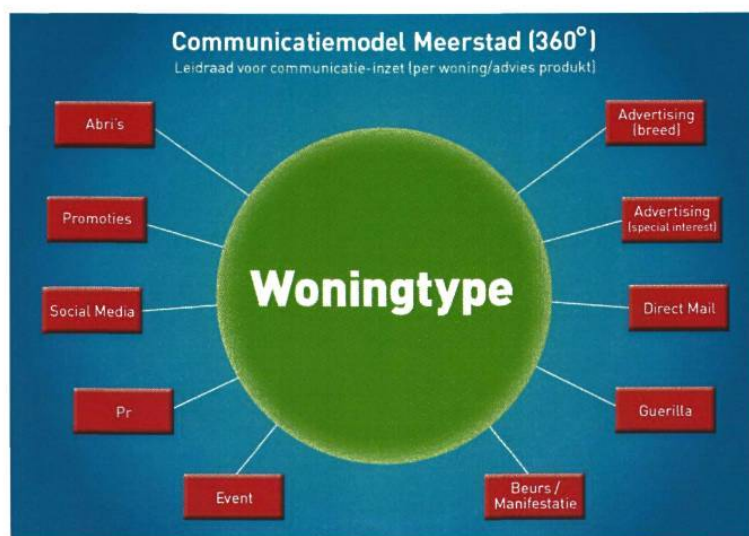 Communicatiemodel Meerstad (360°)
Leidraad voor communicatie-inzet (per woning/advies produkt)
Abri's
Promoties
Social Media
Pr
Event
Woningtype
Advertising
(breed)
Advertising
(special interest)
Direct Mail
Guerilla
Beurs /
Manifestatie